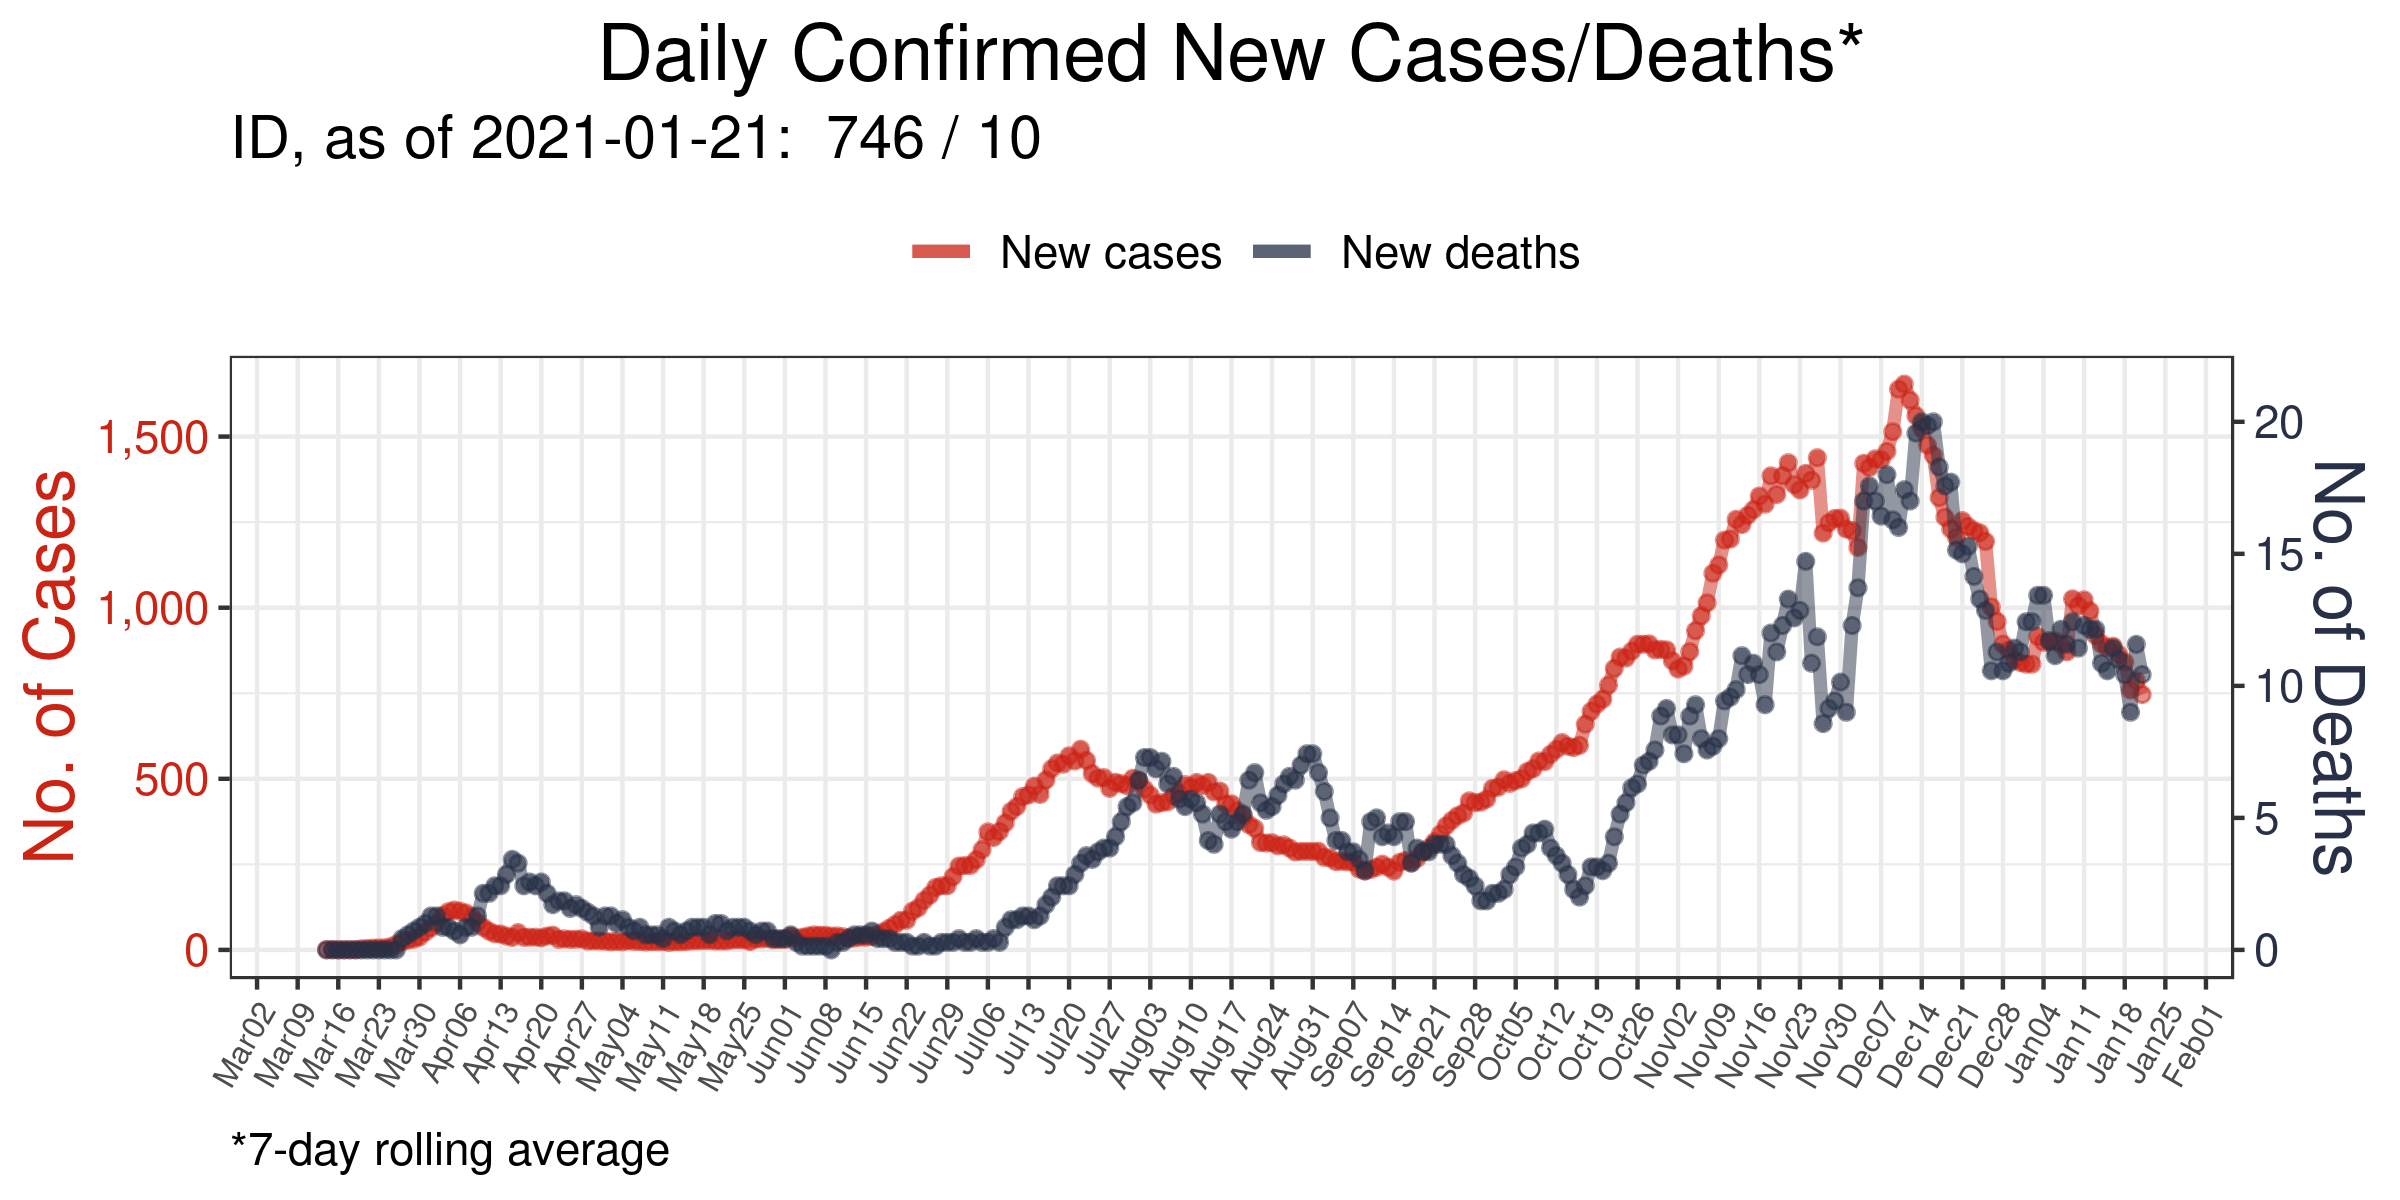 Daily Confirmed New Cases/Deaths*
ID, as of 2021-01-21:  746 / 10
New cases
New deaths
No. of Cases
1,500
1,000
500
0
20
15
10
5
0
No. of Deaths
Mar02
Mar09
Mar16
Mar23
Mar30
Apr06
Apr13
Apr20
Apr27
May04
May11
May18
May25
Jun01
Jun08
Jun15
Jun22
Jun29
Jul06
Jul13
Jul20
Jul27
Aug03
Aug10
Aug17
Aug24
Aug31
Sep07
Sep14
Sep21
Sep28
Oct05
Oct12
Oct19
Oct26
Nov02
Nov09
Nov16
Nov23
Nov30
Dec07
Dec14
Dec21
Dec28
Jan04
Jan11
Jan18
Jan25
Feb01
*7-day rolling average